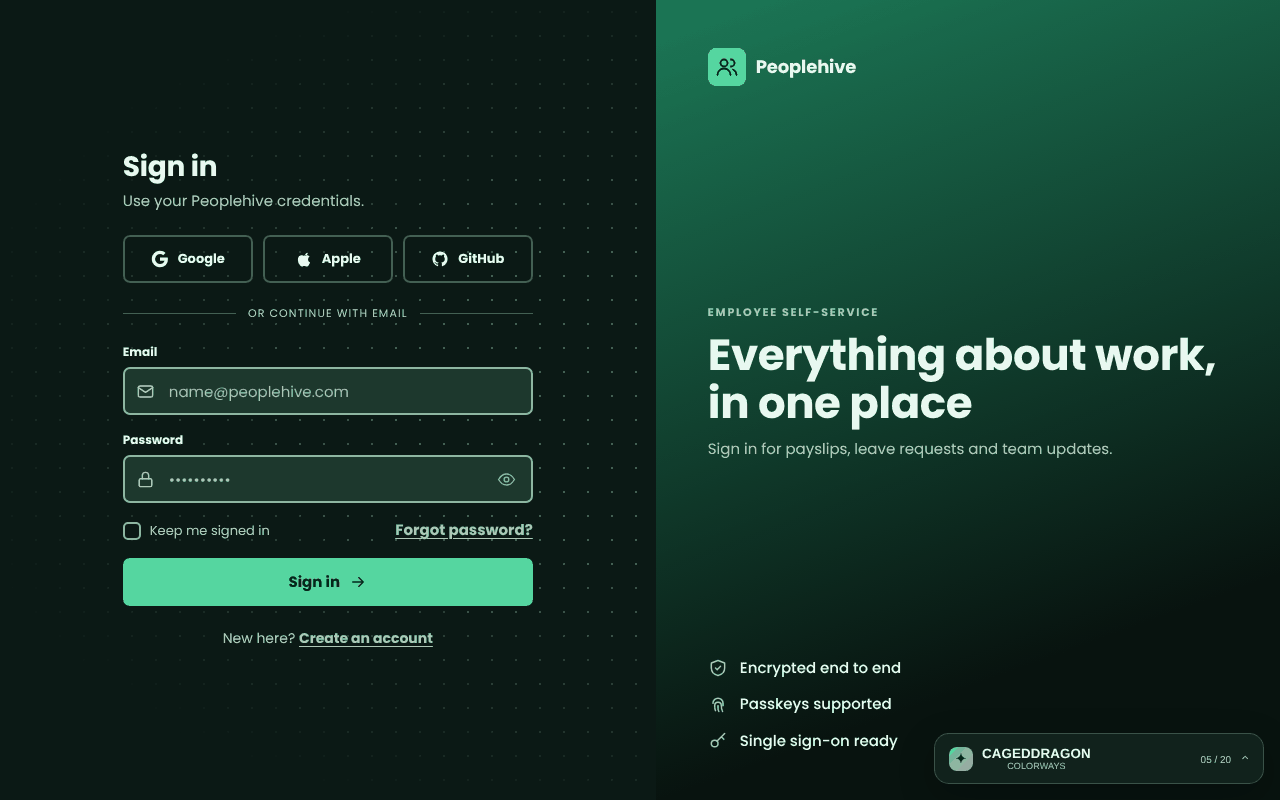 Sign in
Use your Peoplehive credentials.
Google
Apple
GitHub
OR CONTINUE WITH EMAIL
Email
name@peoplehive.com
Password
••••••••••
Keep me signed in
Forgot password?
Sign in →
New here? Create an account
Peoplehive
EMPLOYEE SELF-SERVICE
Everything about work,
in one place
Sign in for payslips, leave requests and team updates.
Encrypted end to end
Passkeys supported
Single sign-on ready
CAGEDDRAGON
COLORWAYS
05 / 20